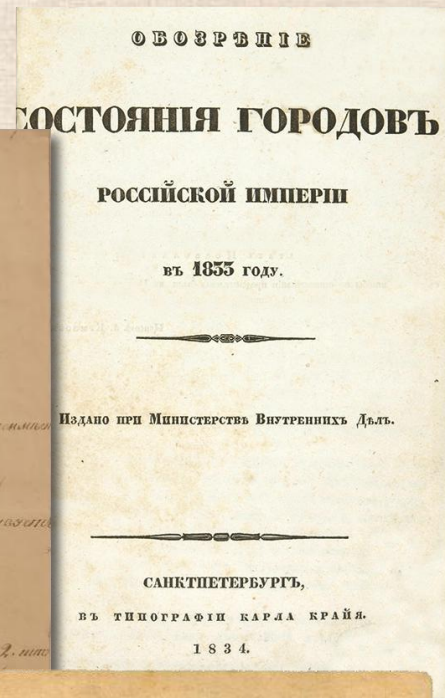 ОБОЗРѢНІЕ
СОСТОЯНІЯ ГОРОДОВЪ
РОССІЙСКОЙ ИМПЕРІИ
въ 1833 году.
Издано при Министерствѣ Внутреннихъ Дѣлъ.
САНКТПЕТЕРБУРГЪ,
ВЪ ТИПОГРАФІИ КАРЛА КРАЙЯ.
1834.